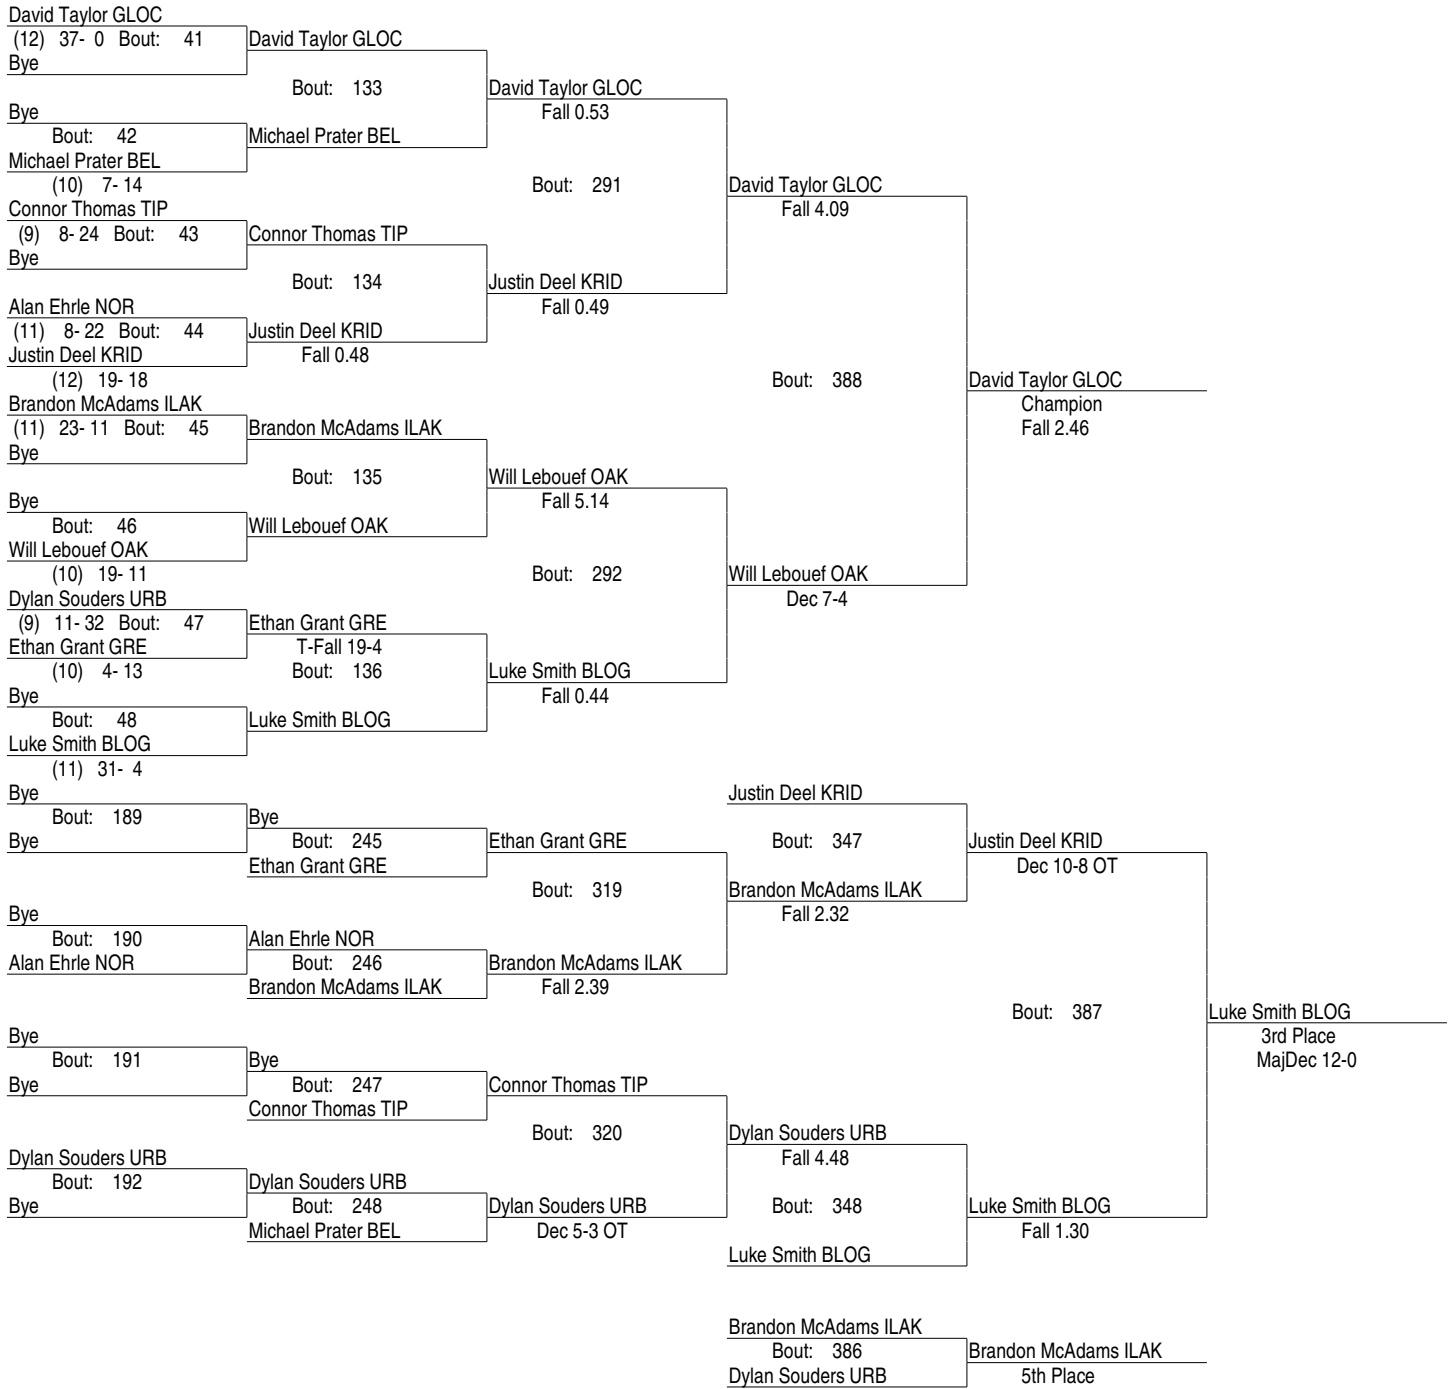 David Taylor GLOC
(12) 37- 0 Bout: 41 David Taylor GLOC
Bye
Bout: 133 David Taylor GLOC
Bye Fall 0.53
Bout: 42 Michael Prater BEL
Michael Prater BEL
(10) 7- 14 Bout: 291 David Taylor GLOC
Connor Thomas TIP Fall 4.09
(9) 8- 24 Bout: 43 Connor Thomas TIP
Bye
Bout: 134 Justin Deel KRID
Alan Ehrle NOR Fall 0.49
(11) 8- 22 Bout: 44 Justin Deel KRID
Justin Deel KRID Fall 0.48
(12) 19- 18 Bout: 388 David Taylor GLOC
Brandon McAdams ILAK Champion
(11) 23- 11 Bout: 45 Brandon McAdams ILAK Fall 2.46
Bye
Bout: 135 Will Lebouef OAK
Bye Fall 5.14
Bout: 46 Will Lebouef OAK
Will Lebouef OAK
(10) 19- 11 Bout: 292 Will Lebouef OAK
Dylan Souders URB Dec 7-4
(9) 11- 32 Bout: 47 Ethan Grant GRE
Ethan Grant GRE T-Fall 19-4
(10) 4- 13 Bout: 136 Luke Smith BLOG
Bye Fall 0.44
Bout: 48 Luke Smith BLOG
Luke Smith BLOG
(11) 31- 4
Bye Justin Deel KRID
Bout: 189 Bye
Bye Bout: 245 Ethan Grant GRE Bout: 347 Justin Deel KRID
Ethan Grant GRE Dec 10-8 OT
Bout: 319 Brandon McAdams ILAK
Bye Fall 2.32
Bout: 190 Alan Ehrle NOR
Alan Ehrle NOR Bout: 246 Brandon McAdams ILAK
Brandon McAdams ILAK Fall 2.39
Bout: 387 Luke Smith BLOG
Bye 3rd Place
Bout: 191 Bye MajDec 12-0
Bye Bout: 247 Connor Thomas TIP
Connor Thomas TIP
Bout: 320 Dylan Souders URB
Dylan Souders URB Fall 4.48
Bout: 192 Dylan Souders URB
Bye Bout: 248 Dylan Souders URB Bout: 348 Luke Smith BLOG
Michael Prater BEL Dec 5-3 OT Fall 1.30
Luke Smith BLOG
Brandon McAdams ILAK
Bout: 386 Brandon McAdams ILAK
Dylan Souders URB 5th Place